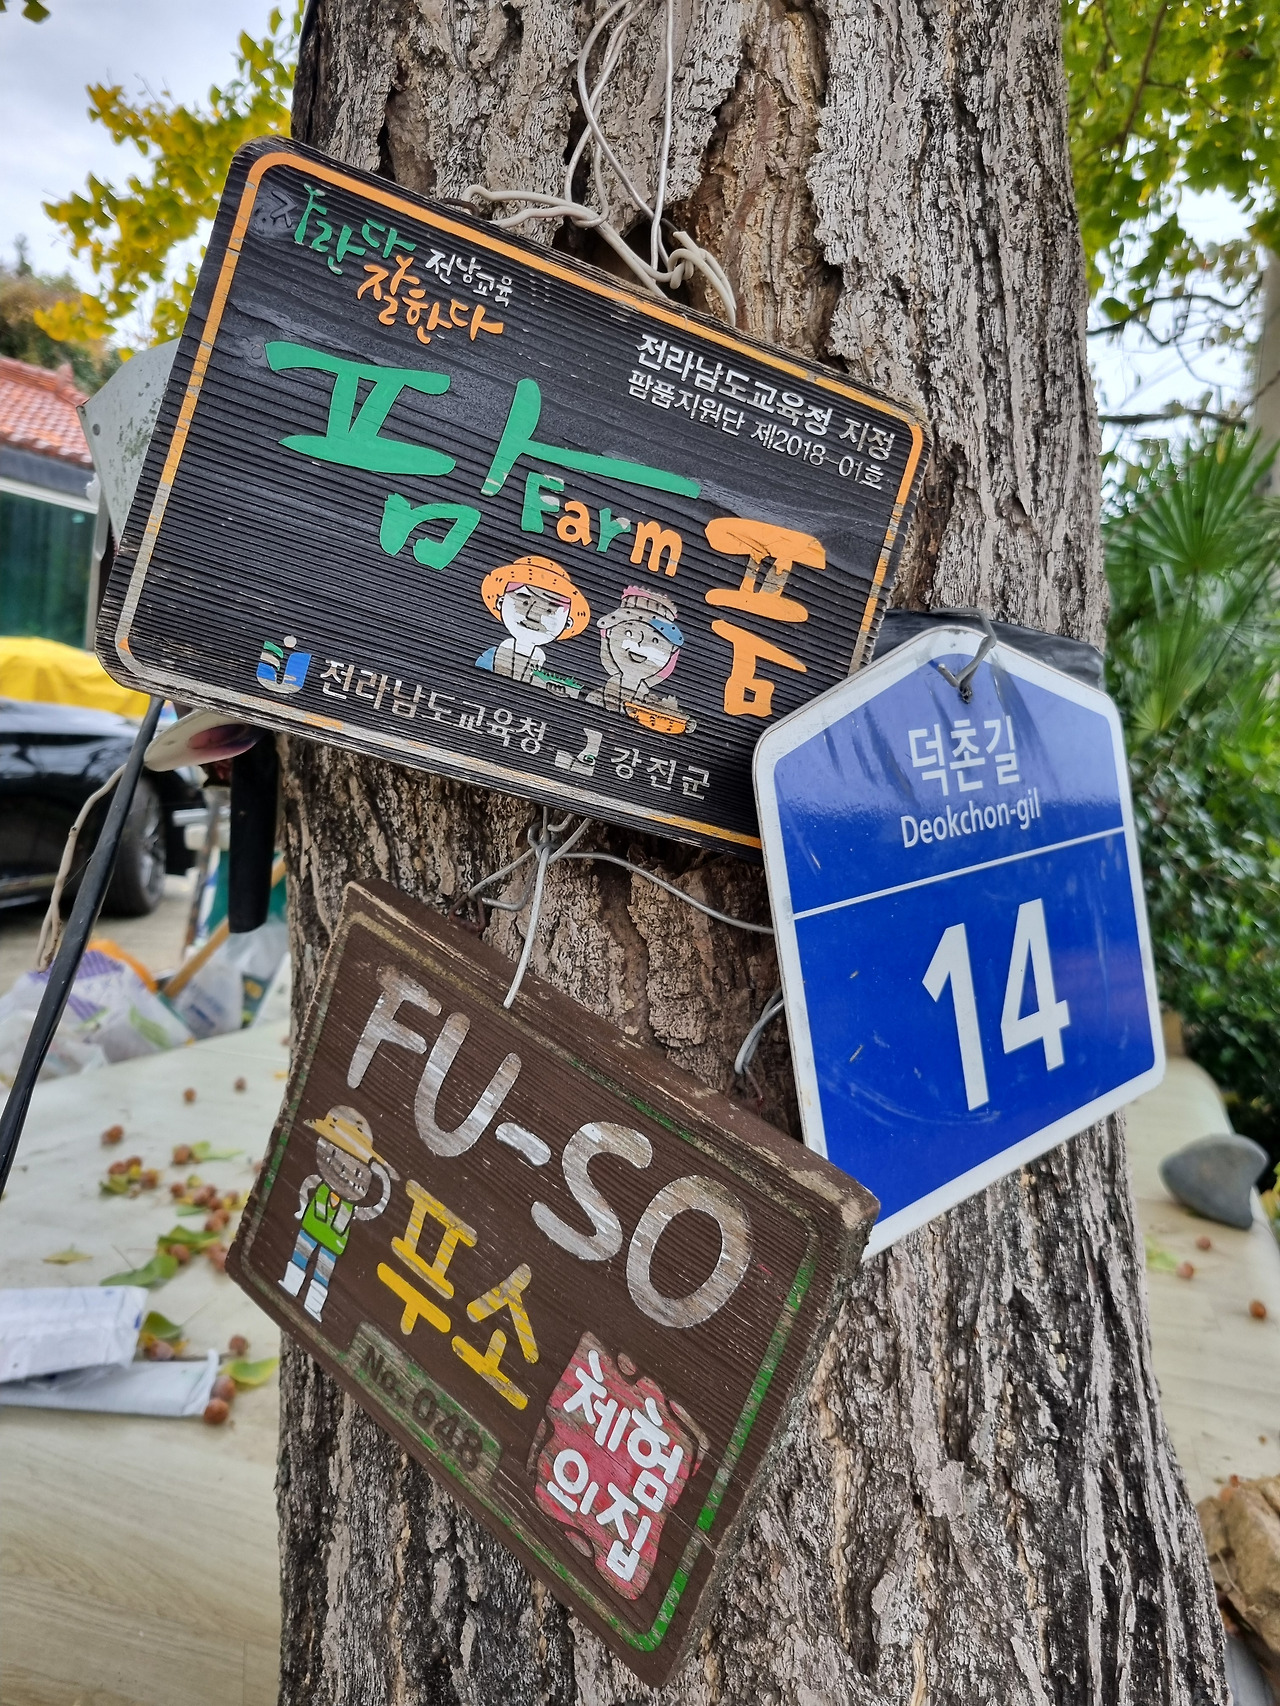 자란다
잘한다
전남교육
전라남도교육청 지정
팜품지원단 제2018-01호
팜 Farm 품
전라남도교육청 강진군
덕촌길
Deokchon-gil
14
FU-SO
푸소
No. 048
체험
의집